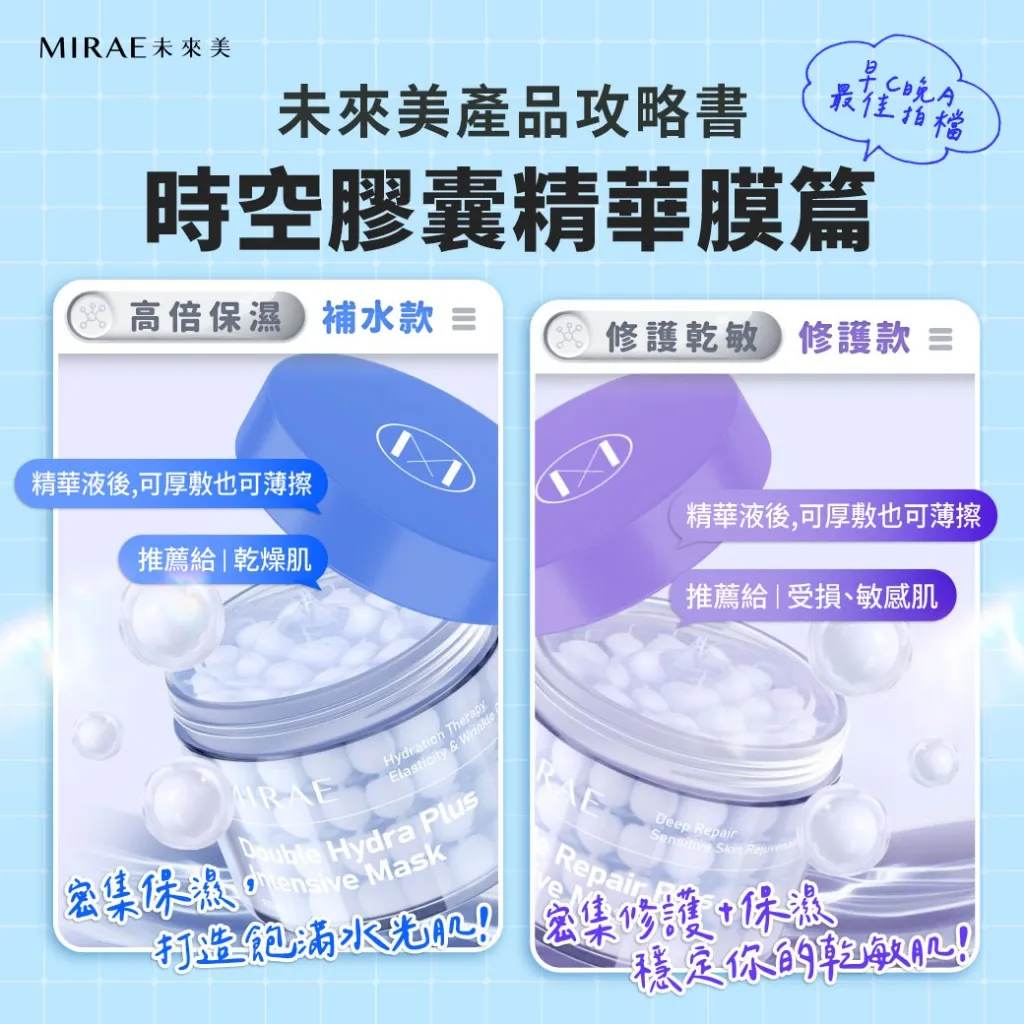 MIRAE未來美
早C晚A
最佳拍檔
未來美產品攻略書
時空膠囊精華膜篇
高倍保濕 補水款
精華液後,可厚敷也可薄擦
推薦給|乾燥肌
Hydration Therapy
Elasticity & Wrinkle
MIRAE
Double Hydra Plus
Intensive Mask
密集保濕,
打造飽滿水光肌!
修護乾敏 修護款
精華液後,可厚敷也可薄擦
推薦給|受損、敏感肌
RAE
Deep Repair
Sensitive Skin
Repair
密集修護+保濕
穩定你的乾敏肌!